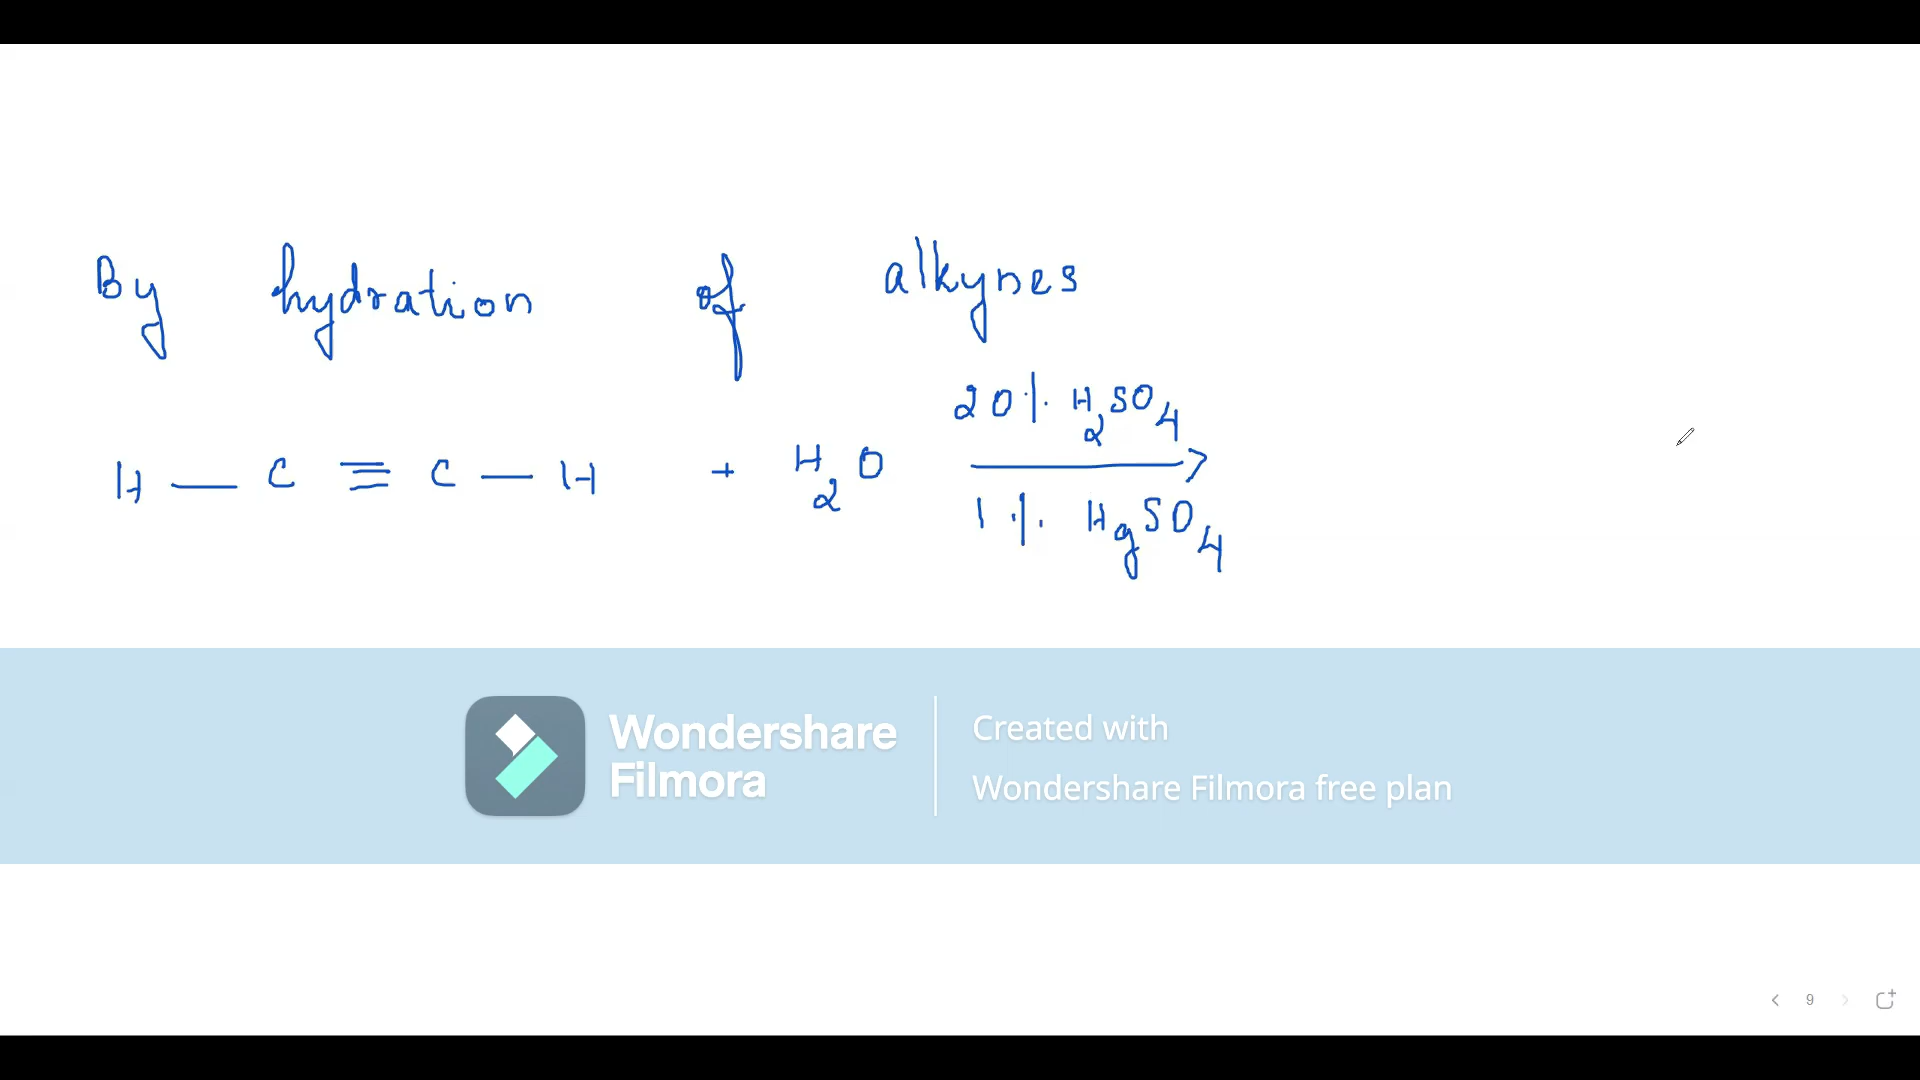 By hydration of alkynes
20% H₂SO₄
H — C ≡ C — H + H₂O ⟶
1% HgSO₄
Wondershare
Filmora
Created with
Wondershare Filmora free plan
9